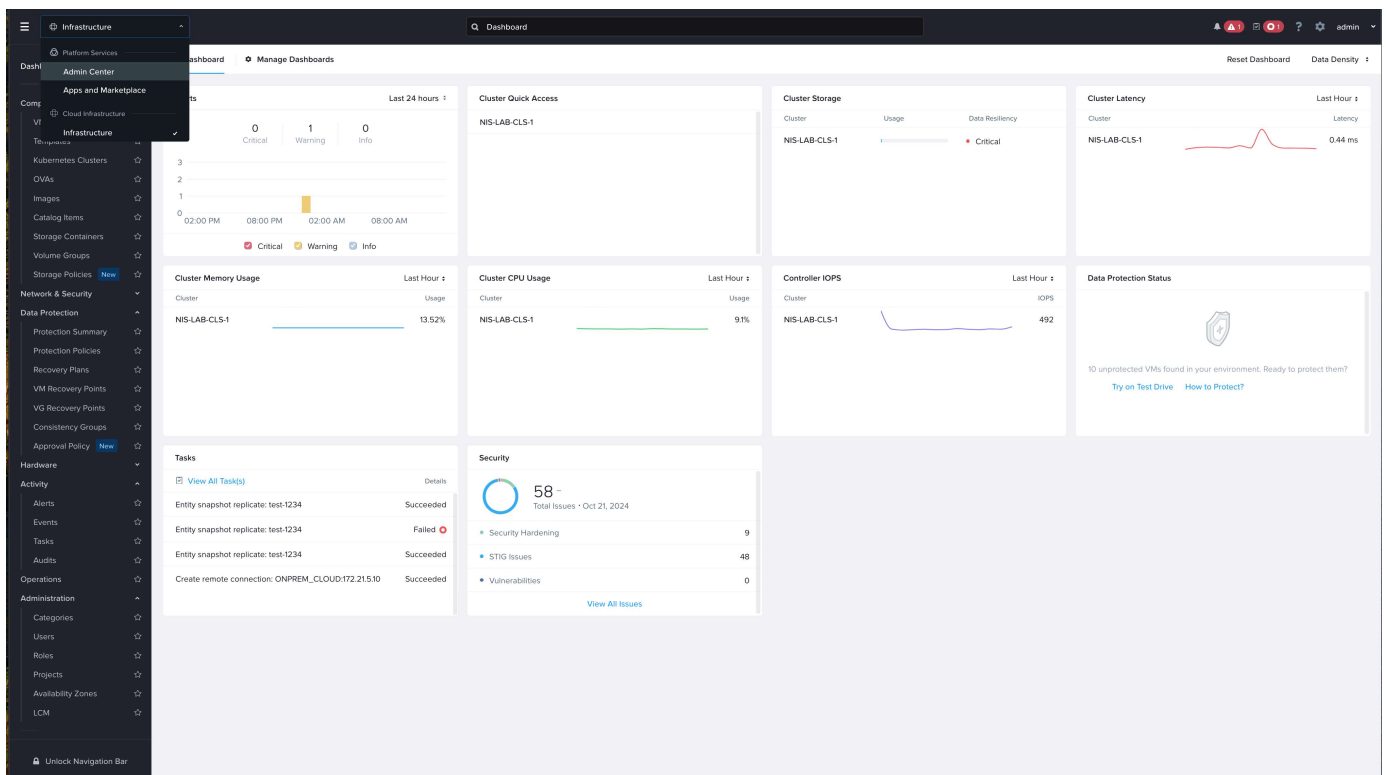 Infrastructure
Dashboard
1
1
admin
Platform Services
Admin Center
Apps and Marketplace
Cloud Infrastructure
Infrastructure
Dash
ashboard
Manage Dashboards
Reset Dashboard
Data Density
Comp
VM
Templates
Kubernetes Clusters
OVAs
Images
Catalog Items
Storage Containers
Volume Groups
Storage Policies New
Network & Security
Data Protection
Protection Summary
Protection Policies
Recovery Plans
VM Recovery Points
VG Recovery Points
Consistency Groups
Approval Policy New
Hardware
Activity
Alerts
Events
Tasks
Audits
Operations
Administration
Categories
Users
Roles
Projects
Availability Zones
LCM
Unlock Navigation Bar
rts
Last 24 hours
0
Critical
1
Warning
0
Info
3
2
1
0
02:00 PM 08:00 PM 02:00 AM 08:00 AM
Critical Warning Info
Cluster Quick Access
NIS-LAB-CLS-1
Cluster Storage
Cluster Usage Data Resiliency
NIS-LAB-CLS-1 Critical
Cluster Latency Last Hour
Cluster Latency
NIS-LAB-CLS-1 0.44 ms
Cluster Memory Usage Last Hour
Cluster Usage
NIS-LAB-CLS-1 13.52%
Cluster CPU Usage Last Hour
Cluster Usage
NIS-LAB-CLS-1 9.1%
Controller IOPS Last Hour
Cluster IOPS
NIS-LAB-CLS-1 492
Data Protection Status
10 unprotected VMs found in your environment. Ready to protect them?
Try on Test Drive How to Protect?
Tasks
View All Task(s) Details
Entity snapshot replicate: test-1234 Succeeded
Entity snapshot replicate: test-1234 Failed
Entity snapshot replicate: test-1234 Succeeded
Create remote connection: ONPREM_CLOUD:172.21.5.10 Succeeded
Security
58 -
Total Issues • Oct 21, 2024
Security Hardening 9
STIG Issues 48
Vulnerabilities 0
View All Issues